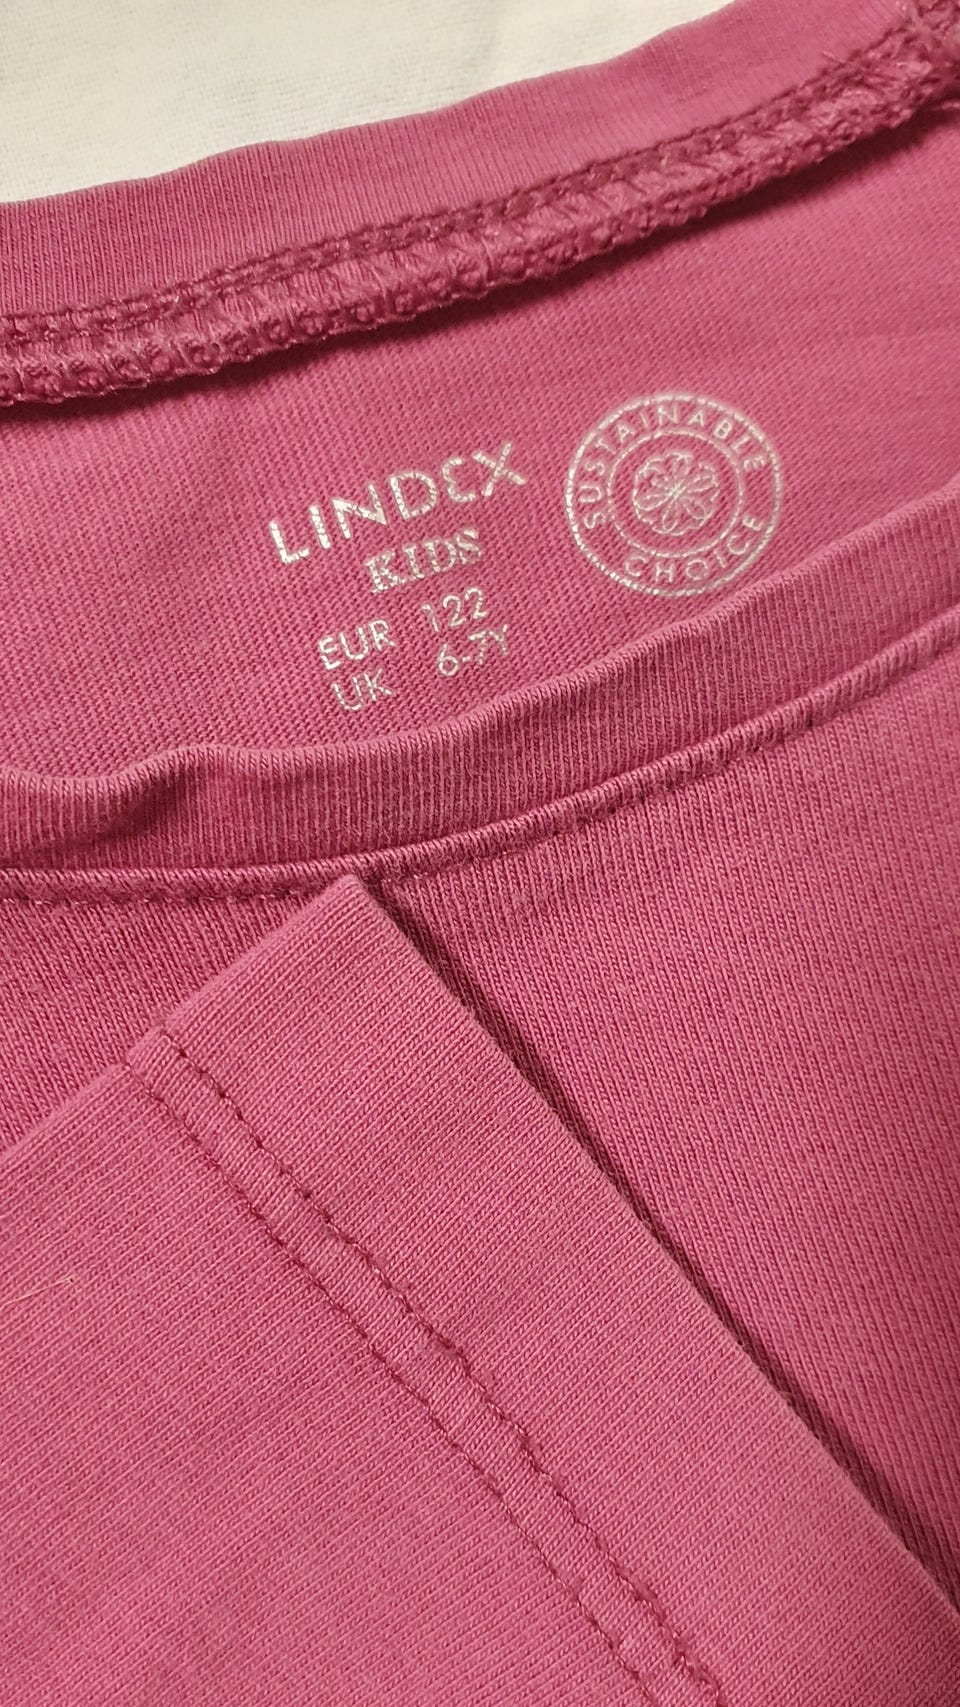 LINDEX
KIDS
EUR 122
UK 6-7Y
SUSTAINABLE
CHOICE